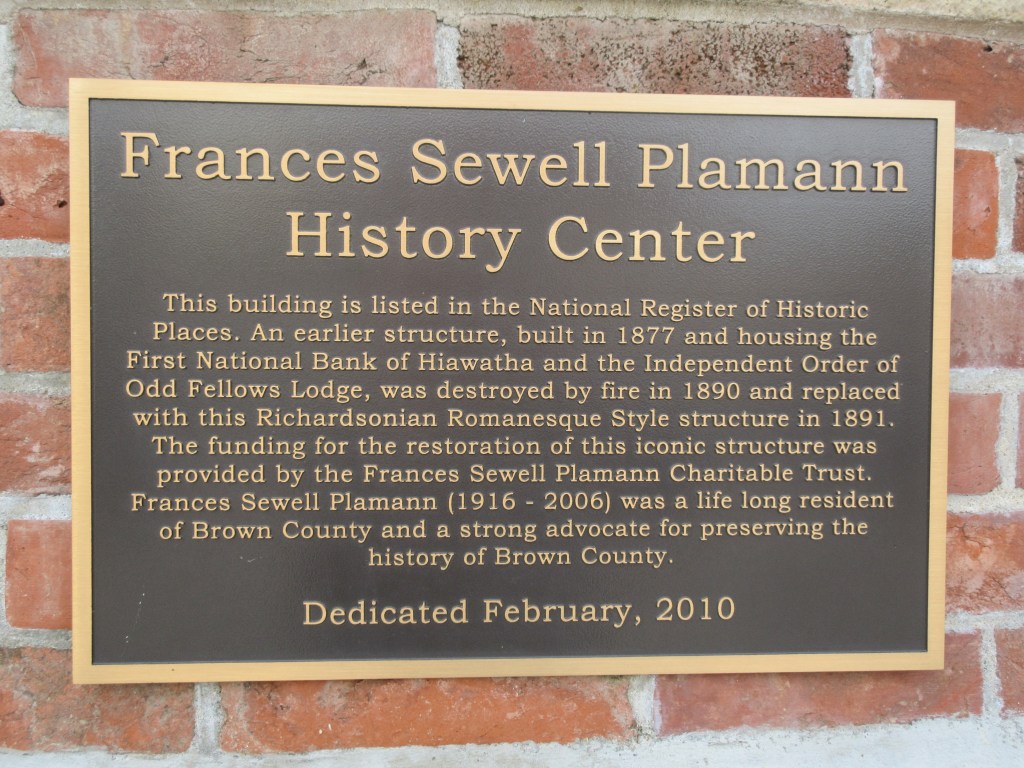 Frances Sewell Plamann
History Center
This building is listed in the National Register of Historic
Places. An earlier structure, built in 1877 and housing the
First National Bank of Hiawatha and the Independent Order of
Odd Fellows Lodge, was destroyed by fire in 1890 and replaced
with this Richardsonian Romanesque Style structure in 1891.
The funding for the restoration of this iconic structure was
provided by the Frances Sewell Plamann Charitable Trust.
Frances Sewell Plamann (1916 - 2006) was a life long resident
of Brown County and a strong advocate for preserving the
history of Brown County.
Dedicated February, 2010